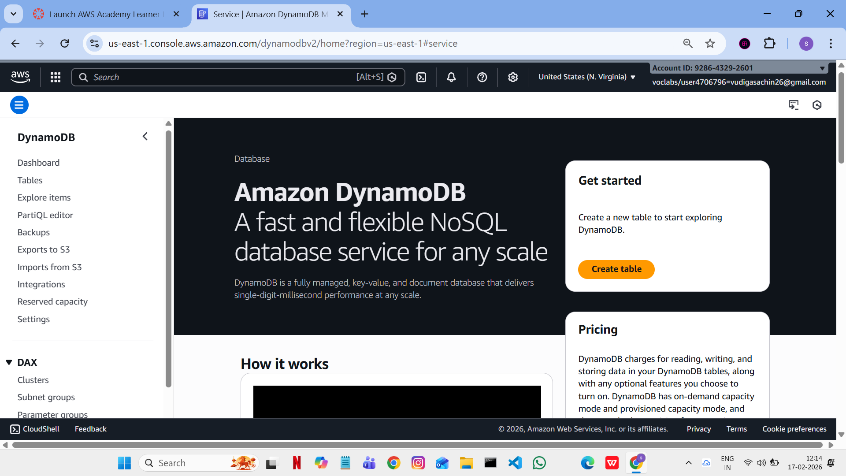 Launch AWS Academy Learner
Service | Amazon DynamoDB M
us-east-1.console.aws.amazon.com/dynamodbv2/home?region=us-east-1#service
S
aws
Search
[Alt+S]
United States (N. Virginia)
Account ID: 9286-4329-2601
voclabs/user4706796=vudigasachin26@gmail.com
DynamoDB
Dashboard
Tables
Explore items
PartiQL editor
Backups
Exports to S3
Imports from S3
Integrations
Reserved capacity
Settings
DAX
Clusters
Subnet groups
Parameter groups
Database
Amazon DynamoDB
A fast and flexible NoSQL
database service for any scale
DynamoDB is a fully managed, key-value, and document database that delivers
single-digit-millisecond performance at any scale.
How it works
Get started
Create a new table to start exploring
DynamoDB.
Create table
Pricing
DynamoDB charges for reading, writing, and
storing data in your DynamoDB tables, along
with any optional features you choose to
turn on. DynamoDB has on-demand capacity
mode and provisioned capacity mode, and
CloudShell
Feedback
© 2026, Amazon Web Services, Inc. or its affiliates.
Privacy
Terms
Cookie preferences
Search
ENG
IN
12:14
17-02-2026